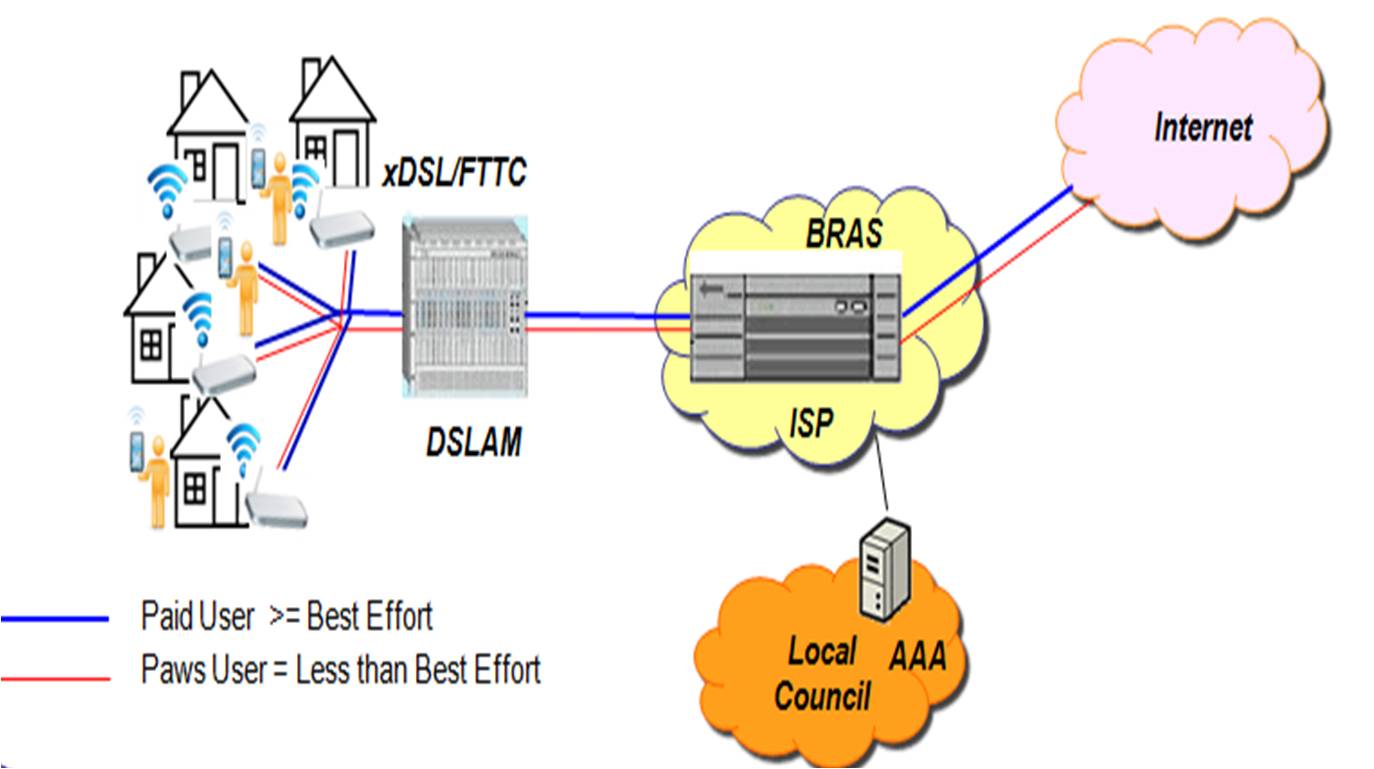 Internet
xDSL/FTTC
BRAS
ISP
DSLAM
Local AAA
Council
Paid User >= Best Effort
Paws User = Less than Best Effort